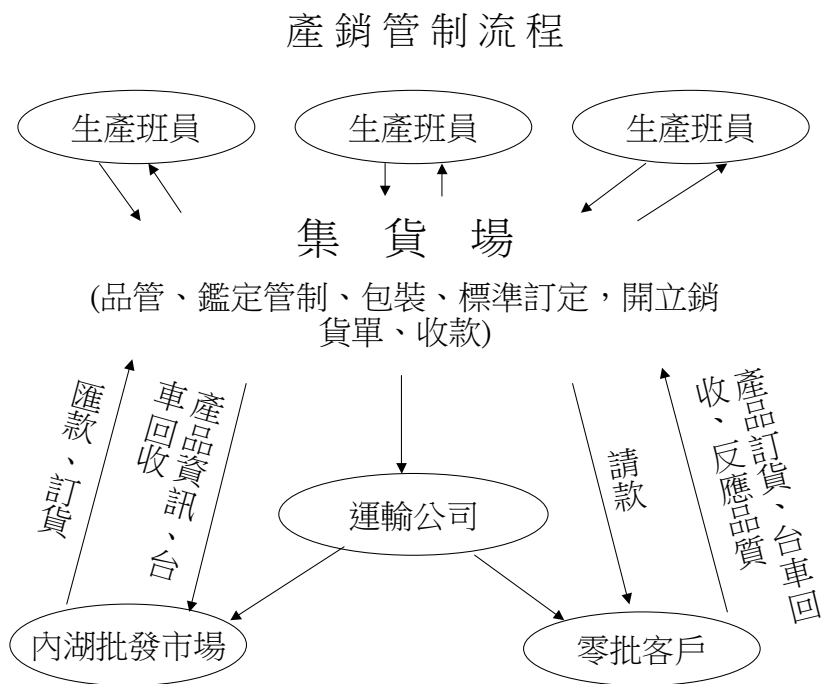 產銷管制流程
生產班員
生產班員
生產班員
集貨場
(品管、鑑定管制、包裝、標準訂定，開立銷
貨單、收款)
匯款、訂貨
產品資訊、台
車回收
運輸公司
請款
產品訂貨、台車回
收、反應品質
內湖批發市場
零批客戶